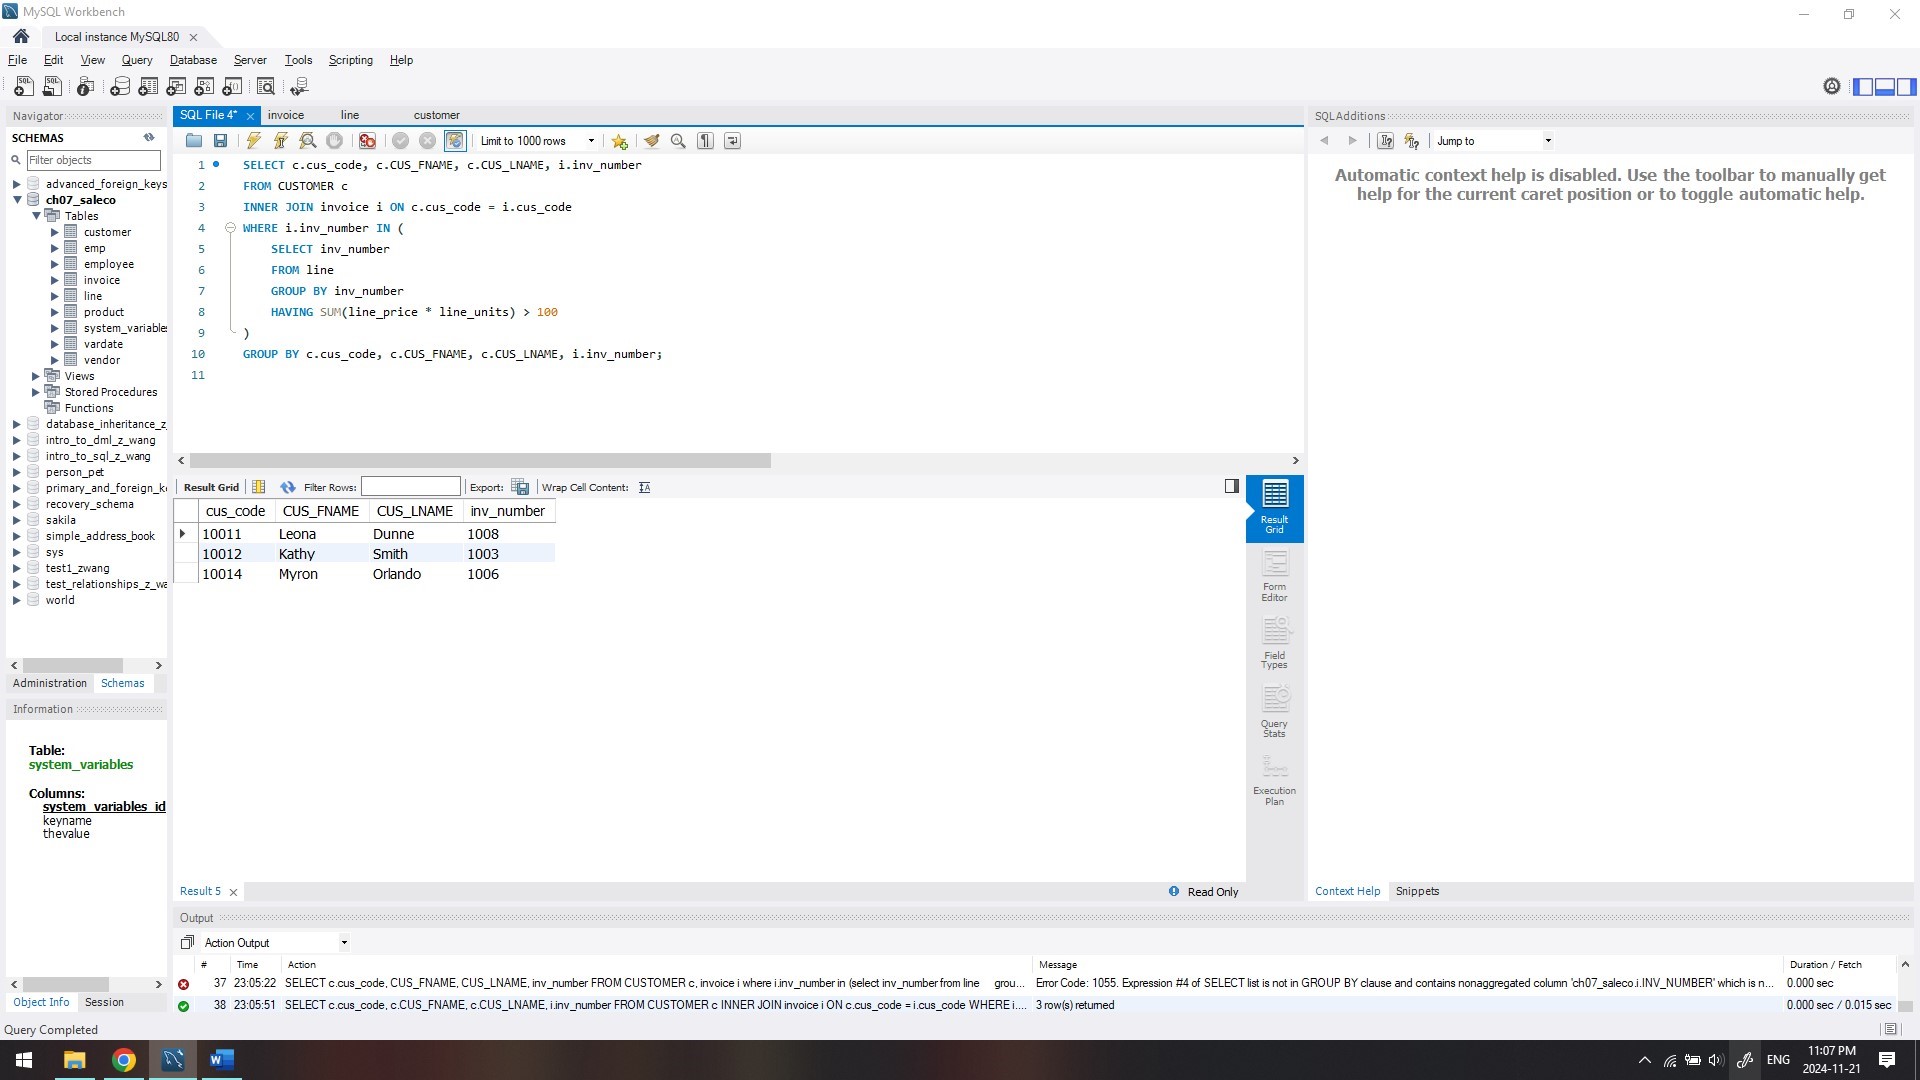 MySQL Workbench
Local instance MySQL80
File Edit View Query Database Server Tools Scripting Help
Navigator
SCHEMAS
Filter objects
advanced_foreign_keys
ch07_saleco
Tables
customer
emp
employee
invoice
line
product
system_variables
vardate
vendor
Views
Stored Procedures
Functions
database_inheritance_z
intro_to_dml_z_wang
intro_to_sql_z_wang
person_pet
primary_and_foreign_k
recovery_schema
sakila
simple_address_book
sys
test1_zwang
test_relationships_z_wa
world
Administration Schemas
Information
Table:
system_variables
Columns:
system_variables_id
keyname
thevalue
Object Info Session
SQL File 4* invoice line customer
Limit to 1000 rows
1 SELECT c.cus_code, c.CUS_FNAME, c.CUS_LNAME, i.inv_number
2 FROM CUSTOMER c
3 INNER JOIN invoice i ON c.cus_code = i.cus_code
4 WHERE i.inv_number IN (
5 SELECT inv_number
6 FROM line
7 GROUP BY inv_number
8 HAVING SUM(line_price * line_units) > 100
9 )
10 GROUP BY c.cus_code, c.CUS_FNAME, c.CUS_LNAME, i.inv_number;
11
Result Grid Filter Rows: Export: Wrap Cell Content:
cus_code CUS_FNAME CUS_LNAME inv_number
10011 Leona Dunne 1008
10012 Kathy Smith 1003
10014 Myron Orlando 1006
Result
Grid
Form
Editor
Field
Types
Query
Stats
Execution
Plan
Result 5 Read Only
SQLAdditions
Jump to
Automatic context help is disabled. Use the toolbar to manually get
help for the current caret position or to toggle automatic help.
Context Help Snippets
Output
Action Output
# Time Action Message Duration / Fetch
37 23:05:22 SELECT c.cus_code, CUS_FNAME, CUS_LNAME, inv_number FROM CUSTOMER c, invoice i where i.inv_number in (select inv_number from line grou... Error Code: 1055. Expression #4 of SELECT list is not in GROUP BY clause and contains nonaggregated column 'ch07_saleco.i.INV_NUMBER' which is n... 0.000 sec
38 23:05:51 SELECT c.cus_code, c.CUS_FNAME, c.CUS_LNAME, i.inv_number FROM CUSTOMER c INNER JOIN invoice i ON c.cus_code = i.cus_code WHERE i.... 3 row(s) returned 0.000 sec / 0.015 sec
Query Completed
ENG
11:07 PM
2024-11-21